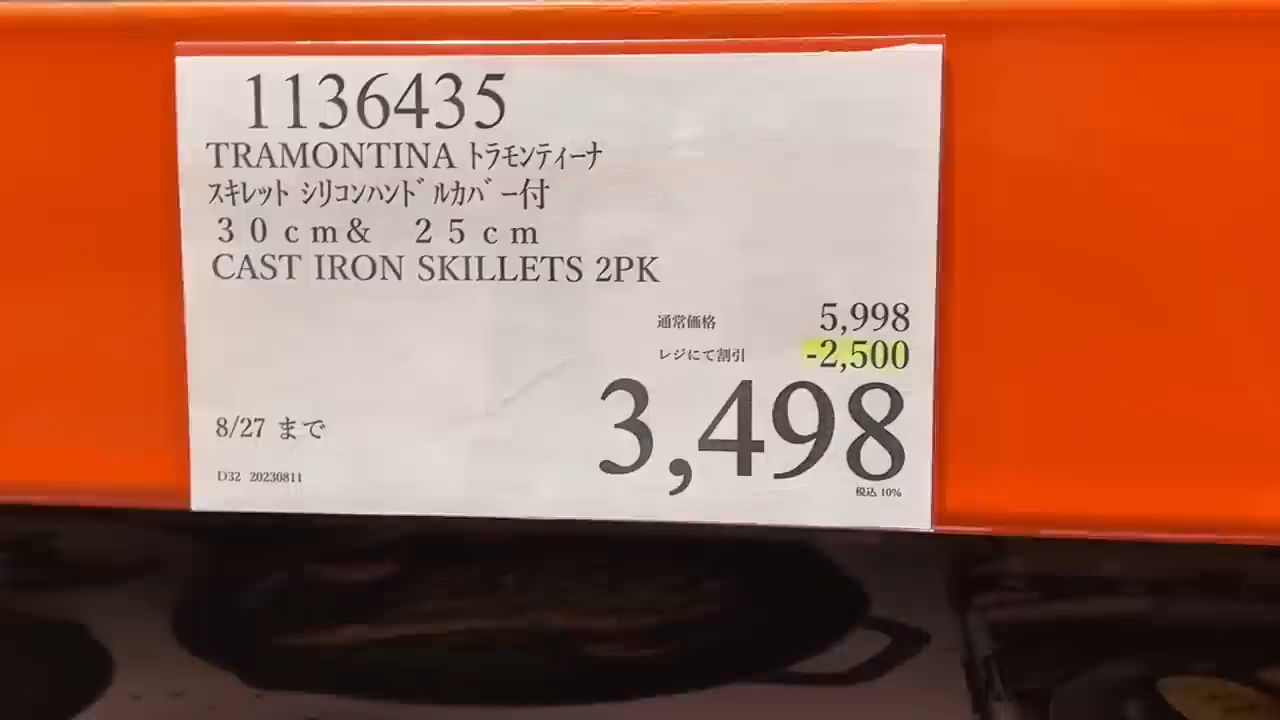 1136435
TRAMONTINA ﾄﾗﾓﾝﾃｨｰﾅ
ｽｷﾚｯﾄ ｼﾘｺﾝﾊﾝﾄﾞﾙｶﾊﾞｰ付
３０ｃｍ&　２５ｃｍ
CAST IRON SKILLETS 2PK
通常価格 5,998
レジにて割引 -2,500
3,498
8/27 まで
D32 20230811
税込 10%